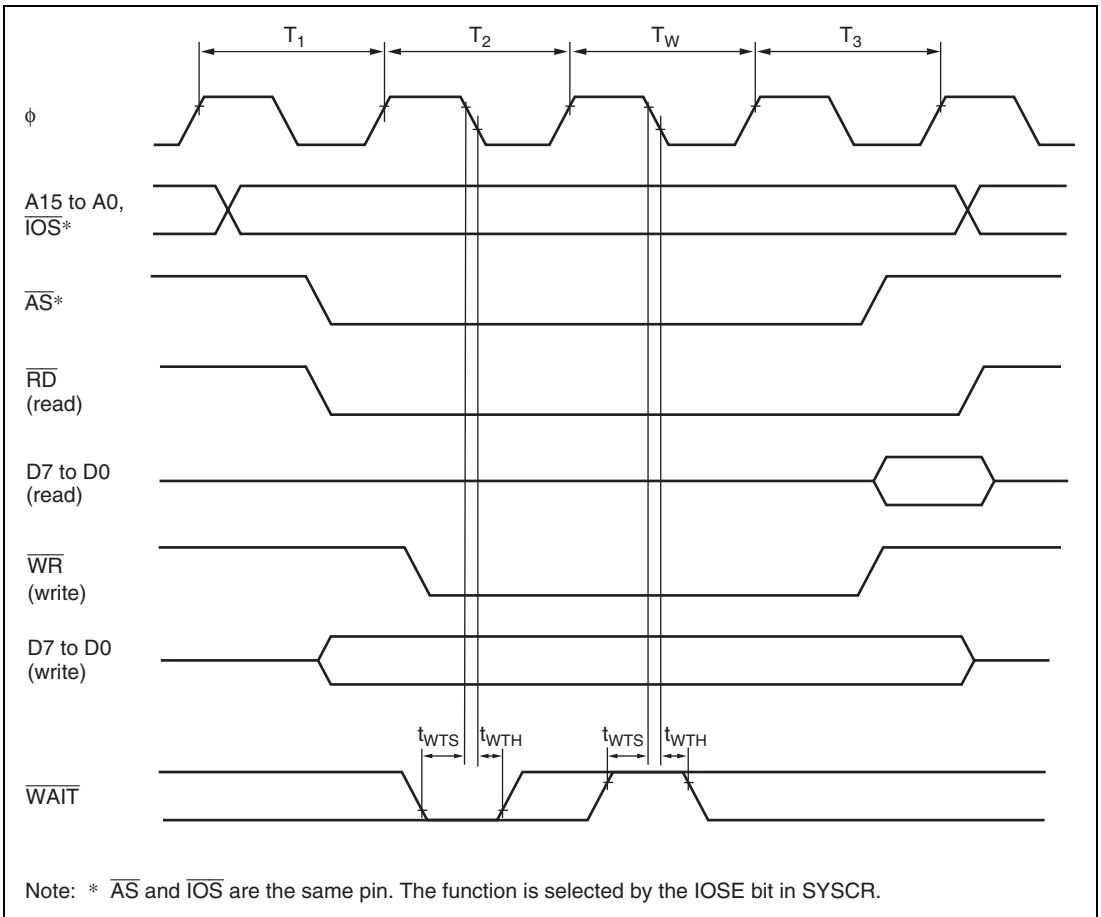 T1 T2 TW T3
ϕ
A15 to A0,
IOS*
AS*
RD
(read)
D7 to D0
(read)
WR
(write)
D7 to D0
(write)
tWTS tWTH tWTS tWTH
WAIT
Note: * AS and IOS are the same pin. The function is selected by the IOSE bit in SYSCR.